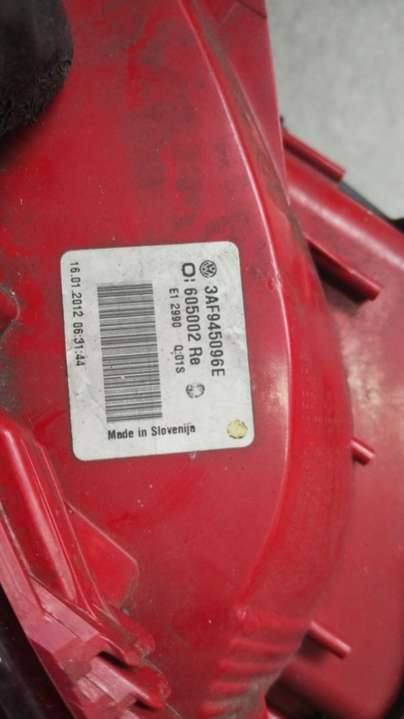 3AF945096E
605002 Re
E1 2990 Q:01S
Made in Slovenija
16.01.2012 06:31:44